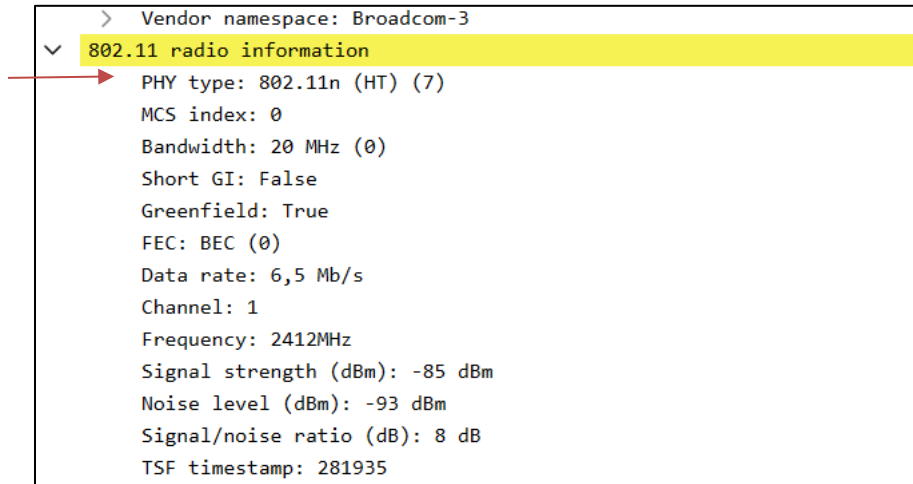 Vendor namespace: Broadcom-3
802.11 radio information
PHY type: 802.11n (HT) (7)
MCS index: 0
Bandwidth: 20 MHz (0)
Short GI: False
Greenfield: True
FEC: BEC (0)
Data rate: 6,5 Mb/s
Channel: 1
Frequency: 2412MHz
Signal strength (dBm): -85 dBm
Noise level (dBm): -93 dBm
Signal/noise ratio (dB): 8 dB
TSF timestamp: 281935